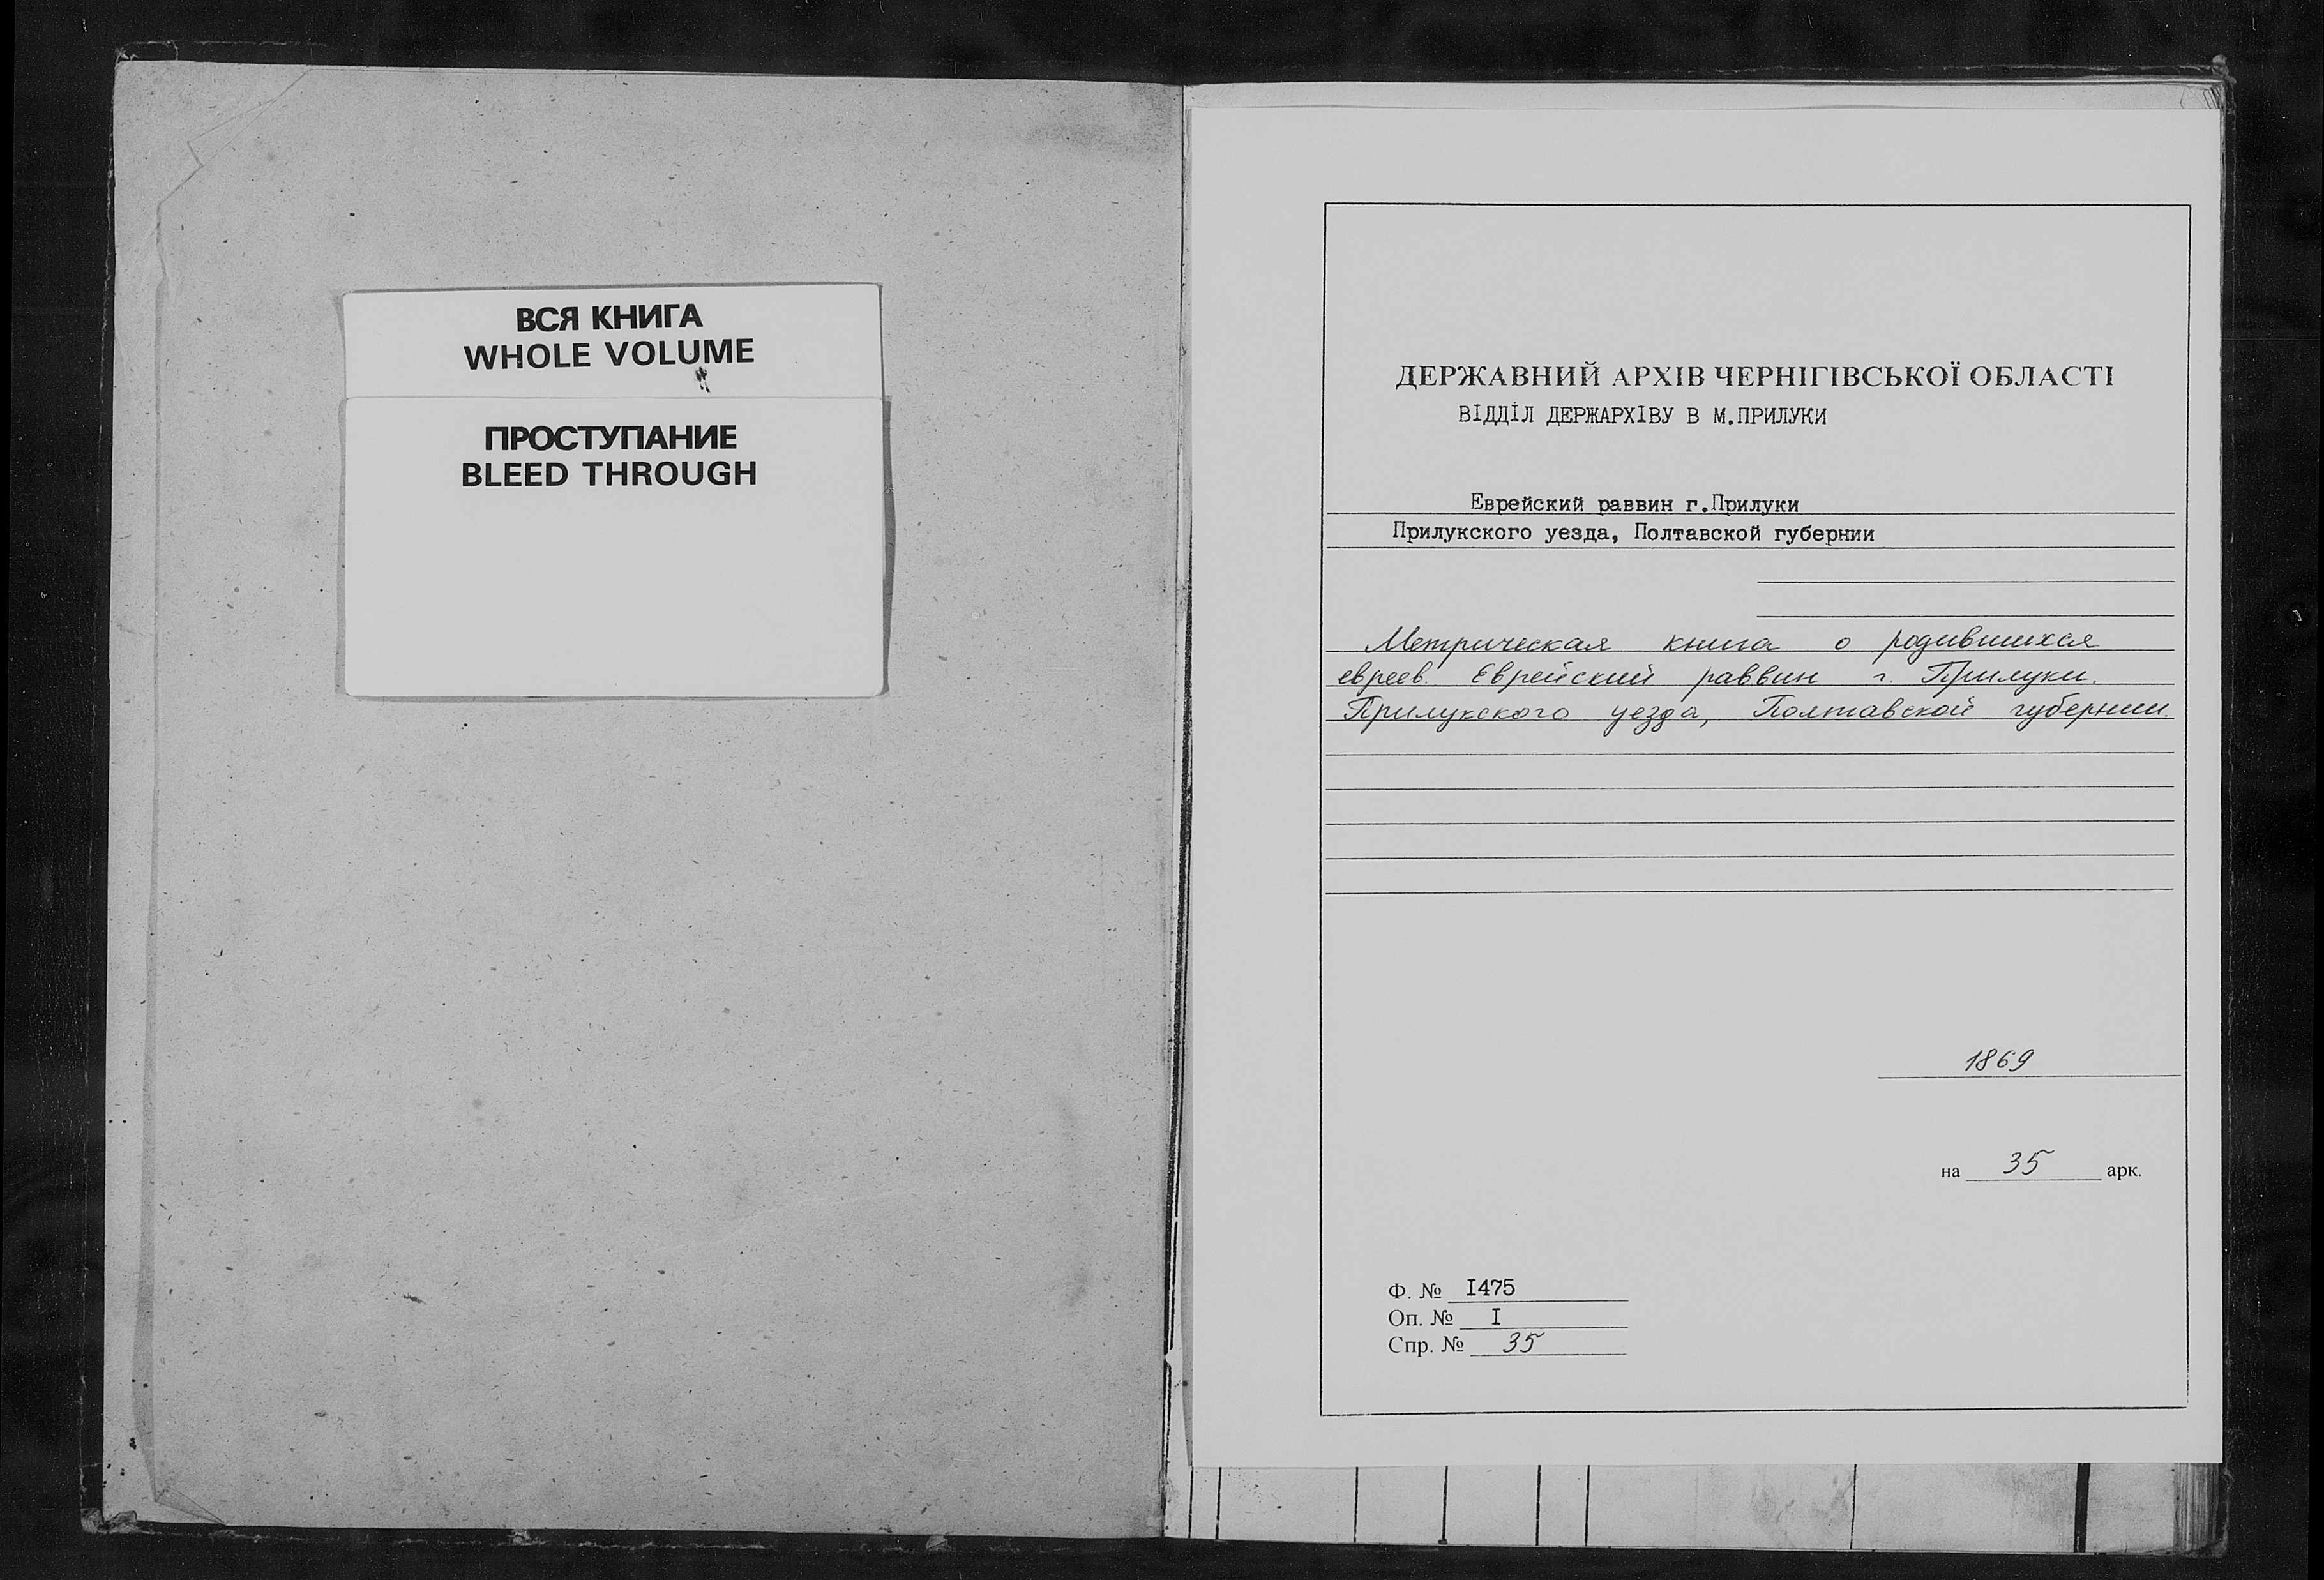 ВСЯ КНИГА
WHOLE VOLUME
ПРОСТУПАНИЕ
BLEED THROUGH
ДЕРЖАВНИЙ АРХІВ ЧЕРНІГІВСЬКОЇ ОБЛАСТІ
ВІДДІЛ ДЕРЖАРХІВУ В М.ПРИЛУКИ
Еврейский раввин г.Прилуки
Прилукского уезда, Полтавской губернии
Метрическая книга о родившихся
евреев. Еврейский раввин г. Прилуки.
Прилукского уезда, Полтавской губернии.
1869
на 35 арк.
Ф. № I475
Оп. № I
Спр. № 35